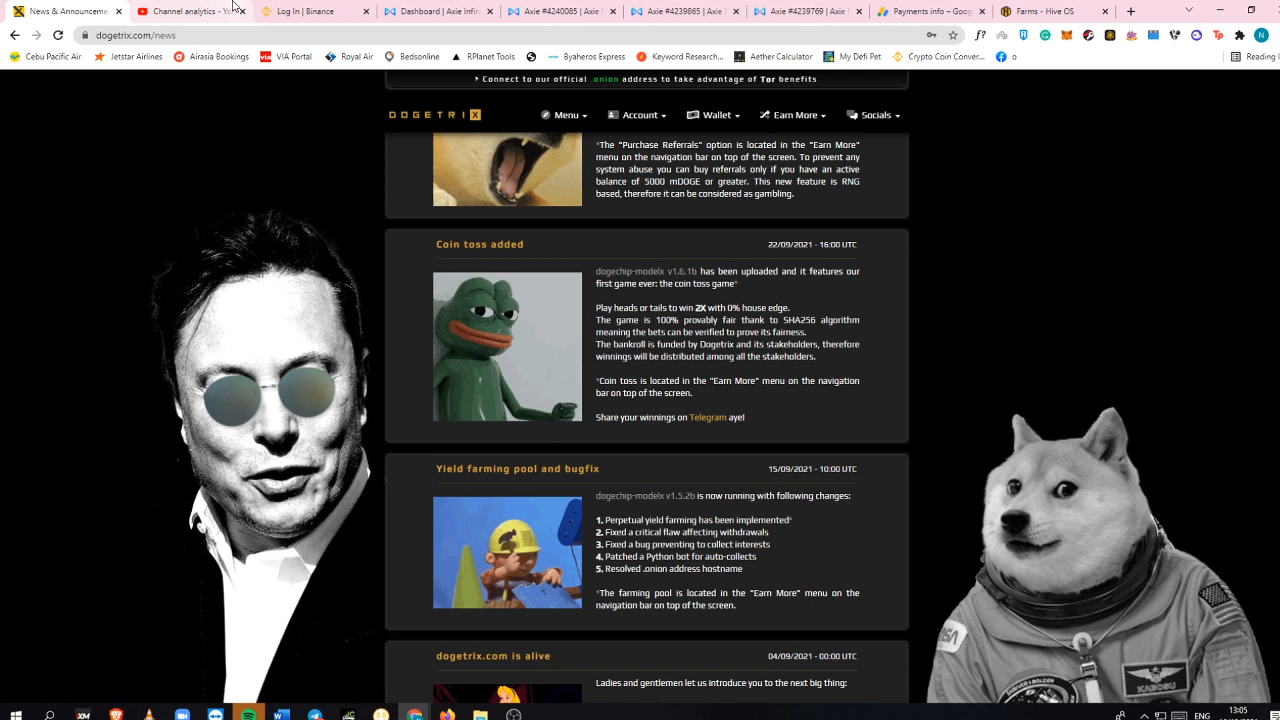 News & Announceme
Channel analytics - Yo
Log In | Binance
Dashboard | Axie Infin
Axie #4240085 | Axie
Axie #4239865 | Axie
Axie #4239769 | Axie
Payments info – Goog
Farms - Hive OS
dogetrix.com/news
Cebu Pacific Air
Jetstar Airlines
Airasia Bookings
VIA Portal
Royal Air
Bedsonline
RPlanet Tools
Byaheros Express
Keyword Research...
Aether Calculator
My Defi Pet
Crypto Coin Conver...
o
Reading
Connect to our official .onion address to take advantage of Tor benefits
DOGETRIX
Menu
Account
Wallet
Earn More
Socials
*The "Purchase Referrals" option is located in the "Earn More"
menu on the navigation bar on top of the screen. To prevent any
system abuse you can buy referrals only if you have an active
balance of 5000 mDOGE or greater. This new feature is RNG
based, therefore it can be considered as gambling.
Coin toss added
22/09/2021 - 16:00 UTC
dogechip-modelx v1.6.1b has been uploaded and it features our
first game ever: the coin toss game*
Play heads or tails to win 2X with 0% house edge.
The game is 100% provably fair thank to SHA256 algorithm
meaning the bets can be verified to prove its fairness.
The bankroll is funded by Dogetrix and its stakeholders, therefore
winnings will be distributed among all the stakeholders.
*Coin toss is located in the "Earn More" menu on the navigation
bar on top of the screen.
Share your winnings on Telegram aye!
Yield farming pool and bugfix
15/09/2021 - 10:00 UTC
dogechip-modelx v1.5.2b is now running with following changes:
1. Perpetual yield farming has been implemented*
2. Fixed a critical flaw affecting withdrawals
3. Fixed a bug preventing to collect interests
4. Patched a Python bot for auto-collects
5. Resolved .onion address hostname
*The farming pool is located in the "Earn More" menu on the
navigation bar on top of the screen.
dogetrix.com is alive
04/09/2021 - 00:00 UTC
Ladies and gentlemen let us introduce you to the next big thing:
KABOSU
ENG
13:05